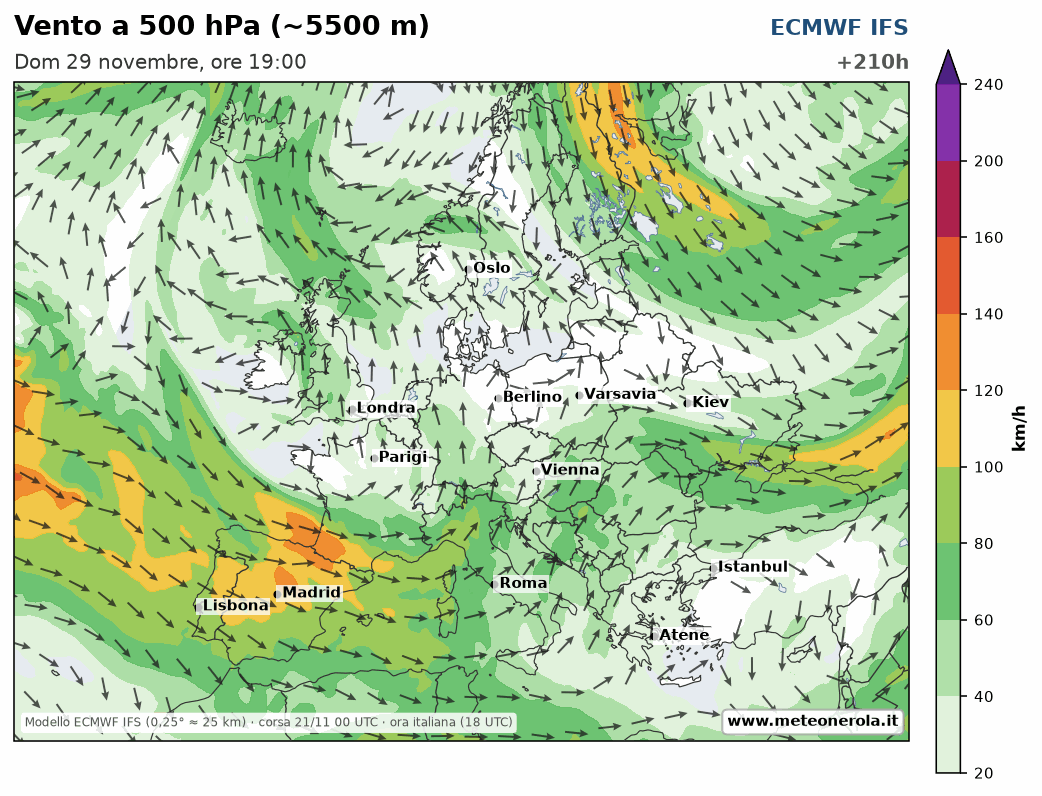 Vento a 500 hPa (~5500 m)
ECMWF IFS
Dom 29 novembre, ore 19:00
+210h
240
200
160
140
120
100
80
60
40
20
km/h
Oslo
Berlino
Varsavia
Kiev
Londra
Parigi
Vienna
Istanbul
Roma
Madrid
Lisbona
Atene
Modello ECMWF IFS (0,25° ≈ 25 km) · corsa 21/11 00 UTC · ora italiana (18 UTC)
www.meteonerola.it